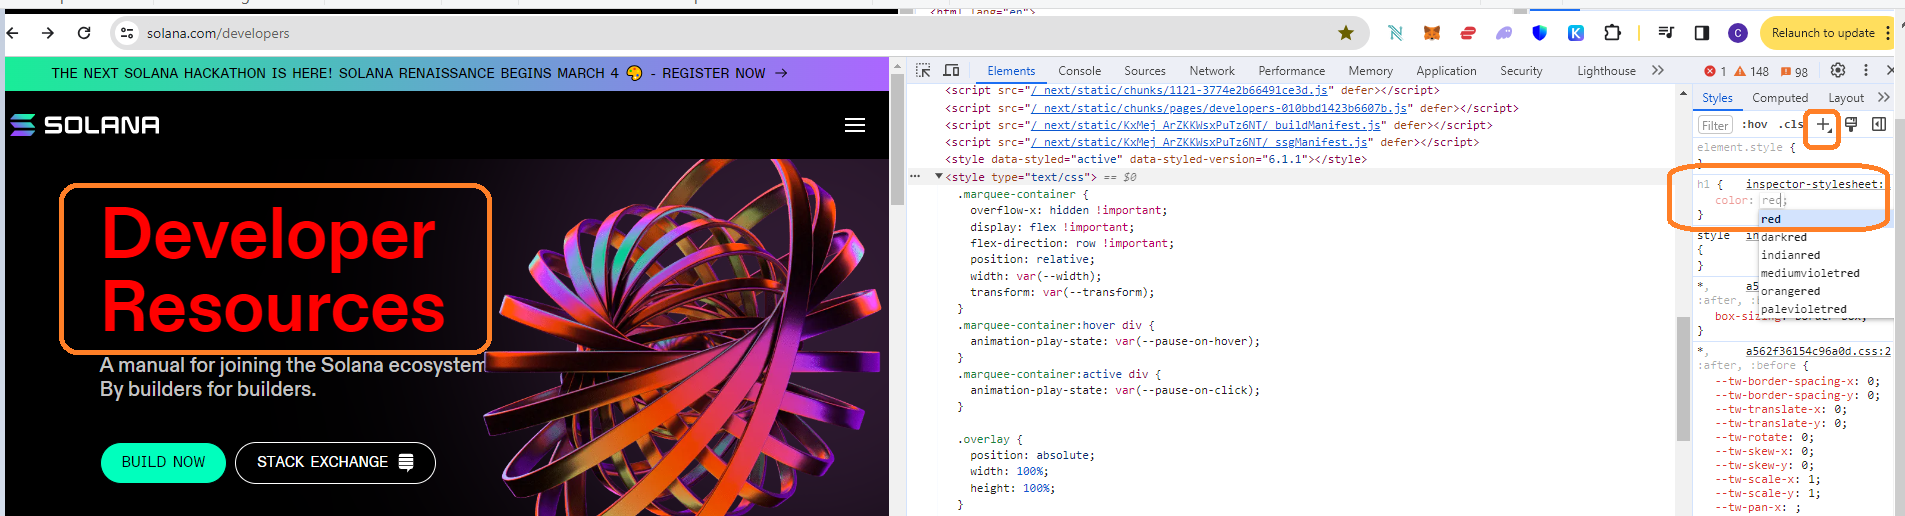 <html lang="en">
solana.com/developers
C
Relaunch to update
THE NEXT SOLANA HACKATHON IS HERE! SOLANA RENAISSANCE BEGINS MARCH 4 - REGISTER NOW →
SOLANA
Developer
Resources
A manual for joining the Solana ecosystem
By builders for builders.
BUILD NOW
STACK EXCHANGE
Elements Console Sources Network Performance Memory Application Security Lighthouse
1 148 98
<script src="/_next/static/chunks/1121-3774e2b66491ce3d.js" defer></script>
<script src="/_next/static/chunks/pages/developers-010bbd1423b6607b.js" defer></script>
<script src="/_next/static/KxMej_ArZKKWsxPuTz6NT/_buildManifest.js" defer></script>
<script src="/_next/static/KxMej_ArZKKWsxPuTz6NT/_ssgManifest.js" defer></script>
<style data-styled="active" data-styled-version="6.1.1"></style>
<style type="text/css"> == $0
.marquee-container {
overflow-x: hidden !important;
display: flex !important;
flex-direction: row !important;
position: relative;
width: var(--width);
transform: var(--transform);
}
.marquee-container:hover div {
animation-play-state: var(--pause-on-hover);
}
.marquee-container:active div {
animation-play-state: var(--pause-on-click);
}
.overlay {
position: absolute;
width: 100%;
height: 100%;
}
Styles Computed Layout
Filter :hov .cls
element.style {
}
h1 { inspector-stylesheet:
color: red;
}
red
darkred
indianred
mediumvioletred
orangered
palevioletred
style in
{
}
*, a5
:after, :b
box-sizing: border-box;
}
*, a562f36154c96a0d.css:2
:after, :before {
--tw-border-spacing-x: 0;
--tw-border-spacing-y: 0;
--tw-translate-x: 0;
--tw-translate-y: 0;
--tw-rotate: 0;
--tw-skew-x: 0;
--tw-skew-y: 0;
--tw-scale-x: 1;
--tw-scale-y: 1;
--tw-pan-x: ;